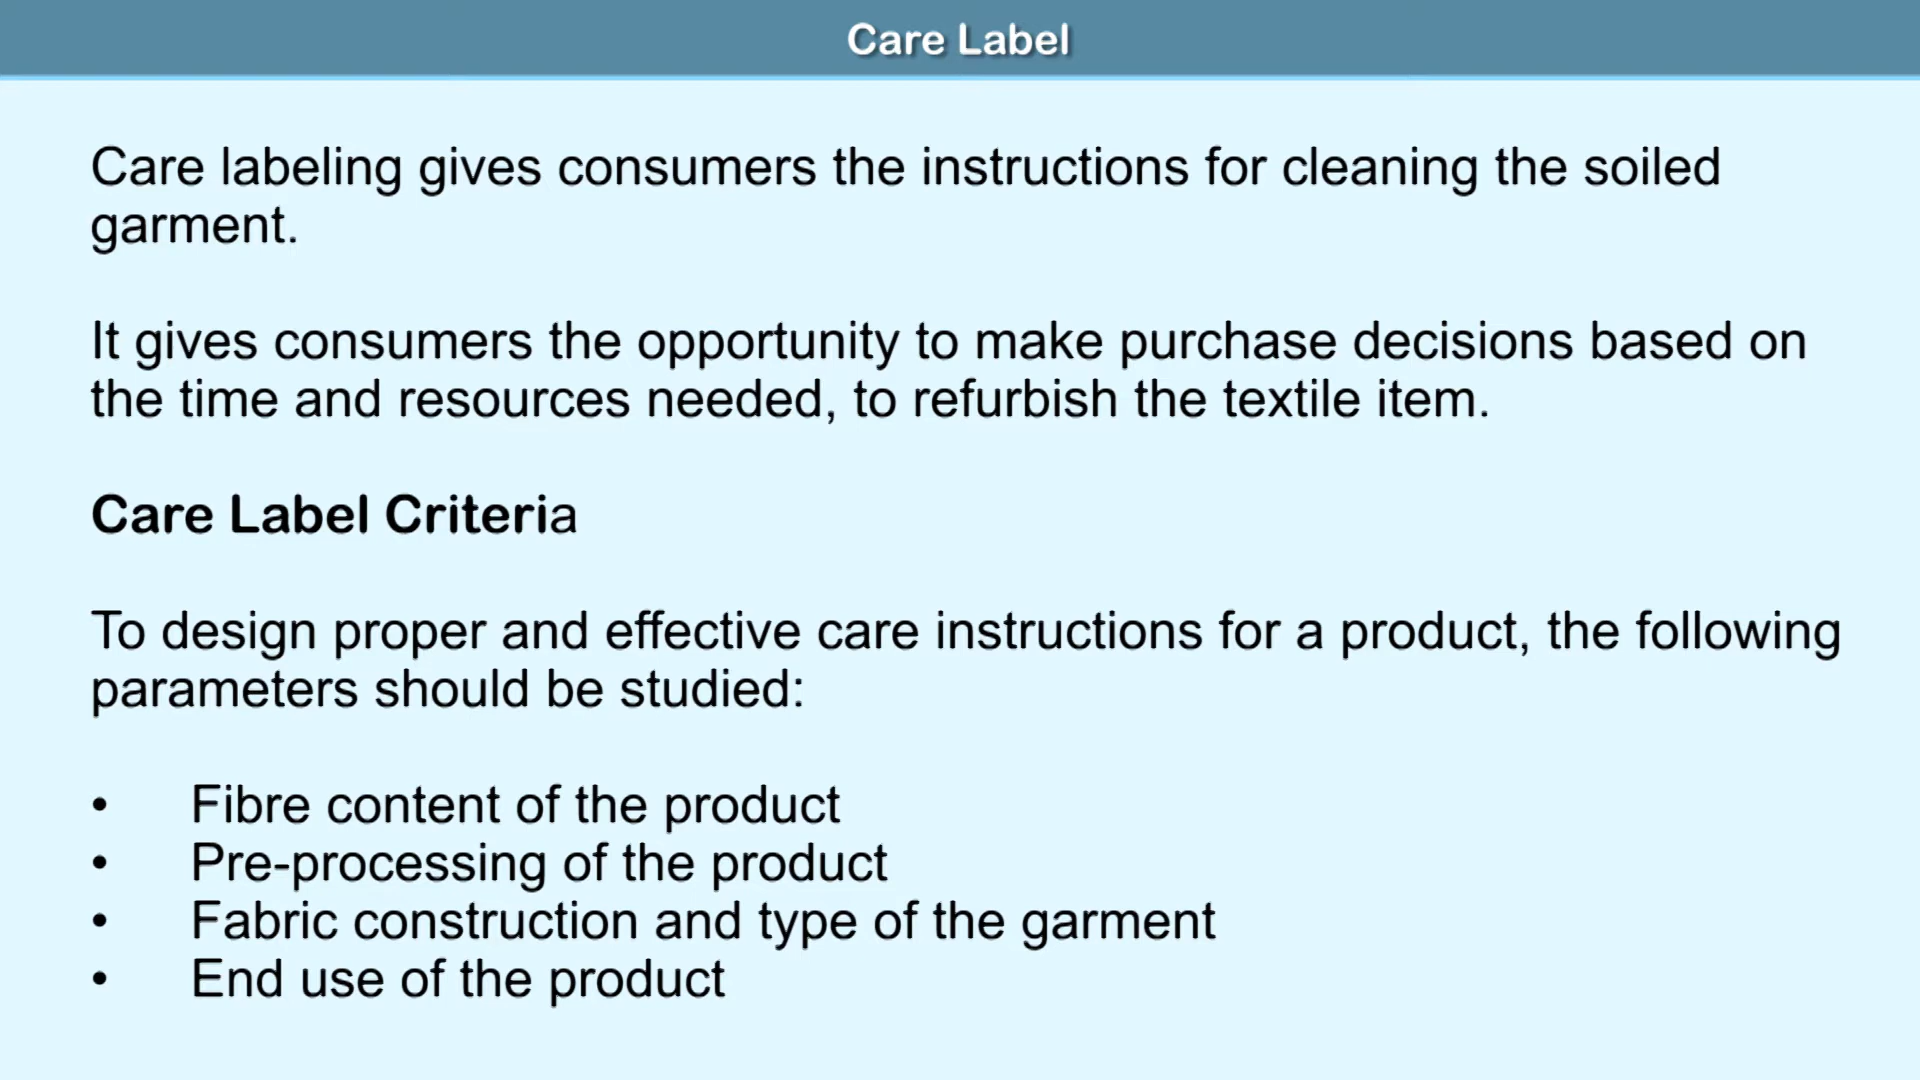 Care Label
Care labeling gives consumers the instructions for cleaning the soiled
garment.
It gives consumers the opportunity to make purchase decisions based on
the time and resources needed, to refurbish the textile item.
Care Label Criteria
To design proper and effective care instructions for a product, the following
parameters should be studied:
• Fibre content of the product
• Pre-processing of the product
• Fabric construction and type of the garment
• End use of the product